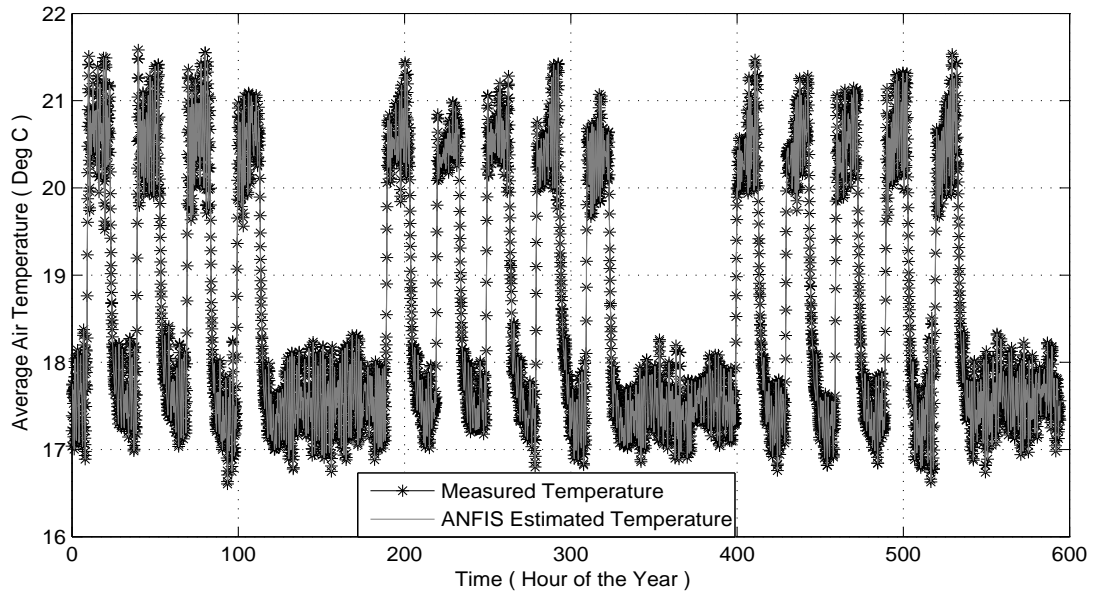 22
21
20
19
18
17
16
Average Air Temperature ( Deg C )
Measured Temperature
ANFIS Estimated Temperature
0 100 200 300 400 500 600
Time ( Hour of the Year )